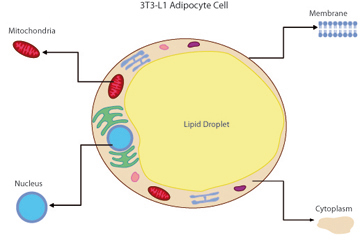 3T3-L1 Adipocyte Cell
Membrane
Mitochondria
Lipid Droplet
Nucleus
Cytoplasm